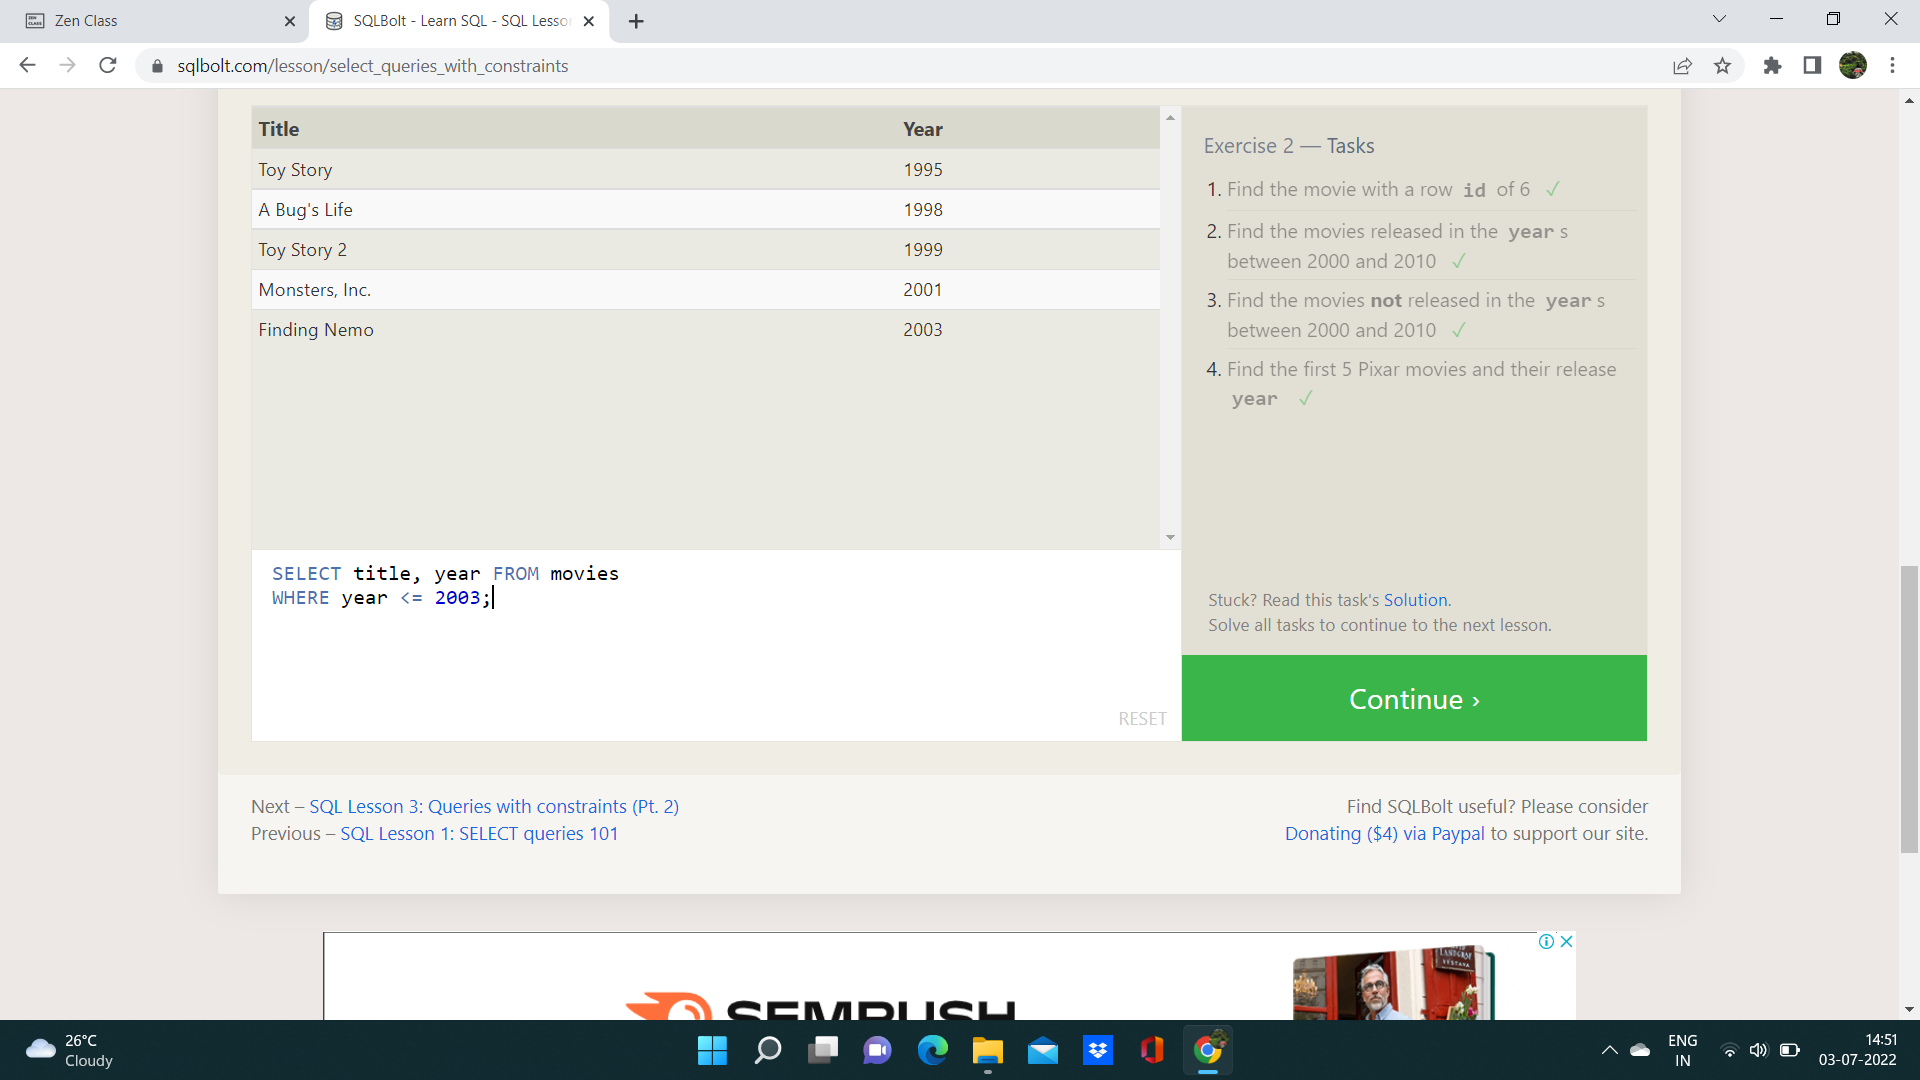 Zen Class
SQLBolt - Learn SQL - SQL Lesso
sqlbolt.com/lesson/select_queries_with_constraints
Title Year
Toy Story 1995
A Bug's Life 1998
Toy Story 2 1999
Monsters, Inc. 2001
Finding Nemo 2003
SELECT title, year FROM movies
WHERE year <= 2003;
RESET
Exercise 2 — Tasks
1. Find the movie with a row id of 6 ✓
2. Find the movies released in the year s
between 2000 and 2010 ✓
3. Find the movies not released in the year s
between 2000 and 2010 ✓
4. Find the first 5 Pixar movies and their release
year ✓
Stuck? Read this task's Solution.
Solve all tasks to continue to the next lesson.
Continue ›
Next – SQL Lesson 3: Queries with constraints (Pt. 2)
Previous – SQL Lesson 1: SELECT queries 101
Find SQLBolt useful? Please consider
Donating ($4) via Paypal to support our site.
SEMRUSH
26°C
Cloudy
ENG
IN
14:51
03-07-2022